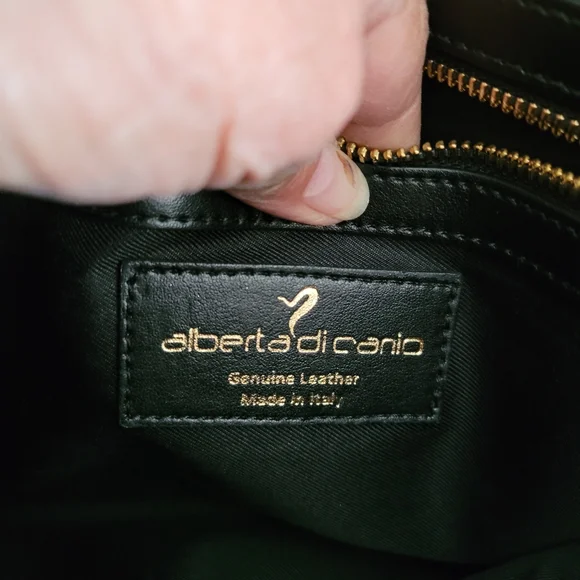 alberta di canio
Genuine Leather
Made in Italy